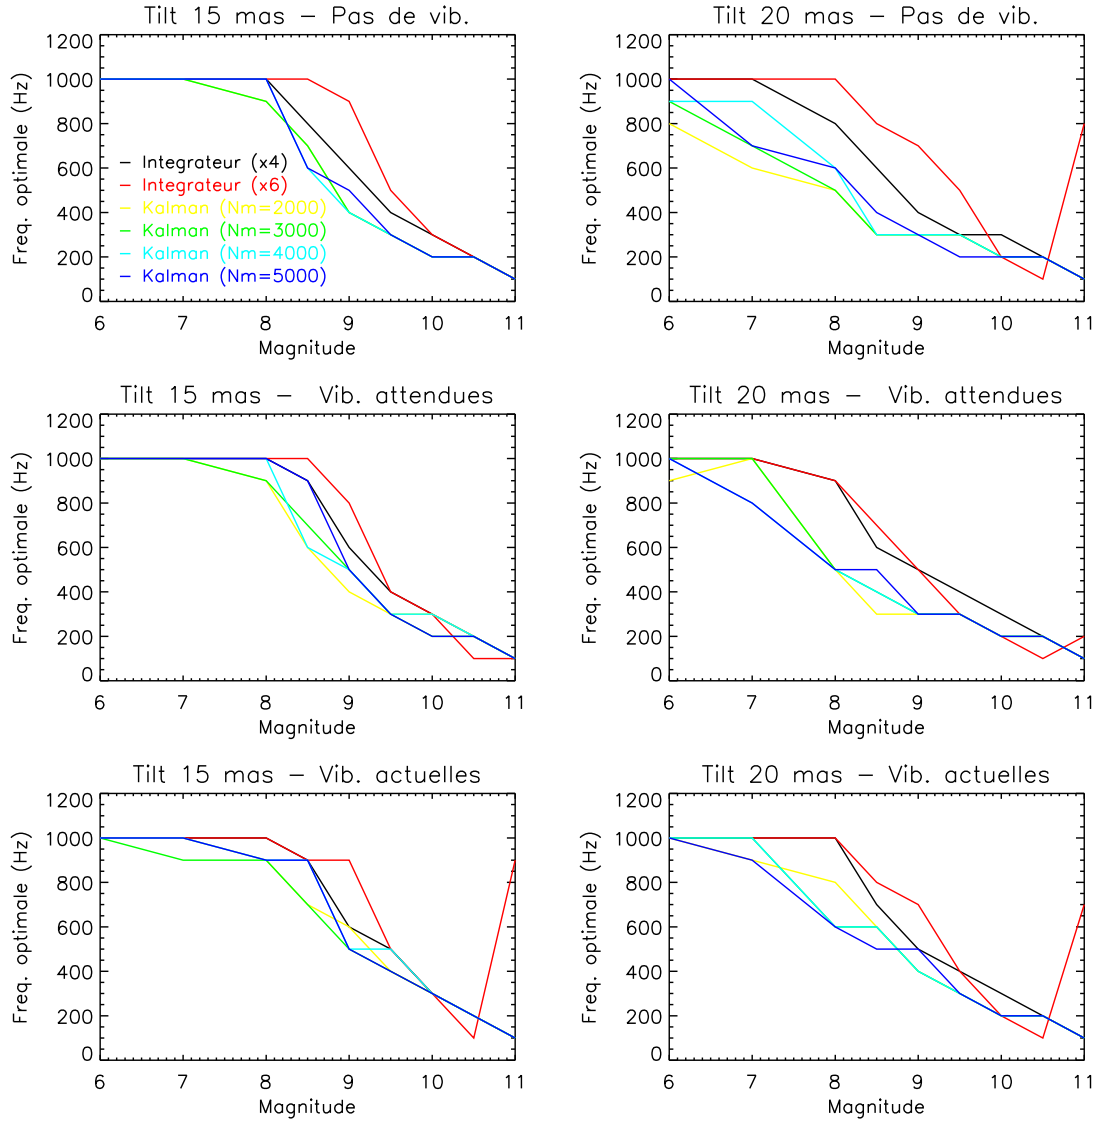 Tilt 15 mas - Pas de vib.
Freq. optimale (Hz)
1200
1000
800
600
400
200
0
Integrateur (x4)
Integrateur (x6)
Kalman (Nm=2000)
Kalman (Nm=3000)
Kalman (Nm=4000)
Kalman (Nm=5000)
6 7 8 9 10 11
Magnitude
Tilt 20 mas - Pas de vib.
Freq. optimale (Hz)
1200
1000
800
600
400
200
0
6 7 8 9 10 11
Magnitude
Tilt 15 mas - Vib. attendues
Freq. optimale (Hz)
1200
1000
800
600
400
200
0
6 7 8 9 10 11
Magnitude
Tilt 20 mas - Vib. attendues
Freq. optimale (Hz)
1200
1000
800
600
400
200
0
6 7 8 9 10 11
Magnitude
Tilt 15 mas - Vib. actuelles
Freq. optimale (Hz)
1200
1000
800
600
400
200
0
6 7 8 9 10 11
Magnitude
Tilt 20 mas - Vib. actuelles
Freq. optimale (Hz)
1200
1000
800
600
400
200
0
6 7 8 9 10 11
Magnitude